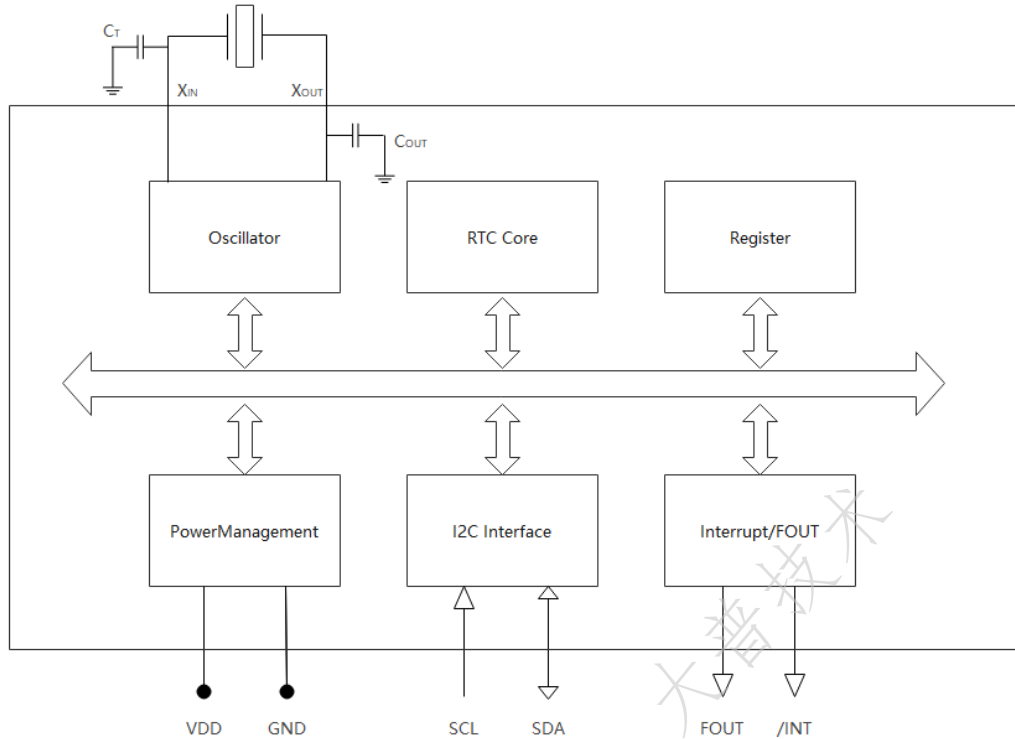 CT
XIN XOUT
COUT
Oscillator RTC Core Register
PowerManagement I2C Interface Interrupt/FOUT
VDD GND SCL SDA FOUT /INT
大普技术